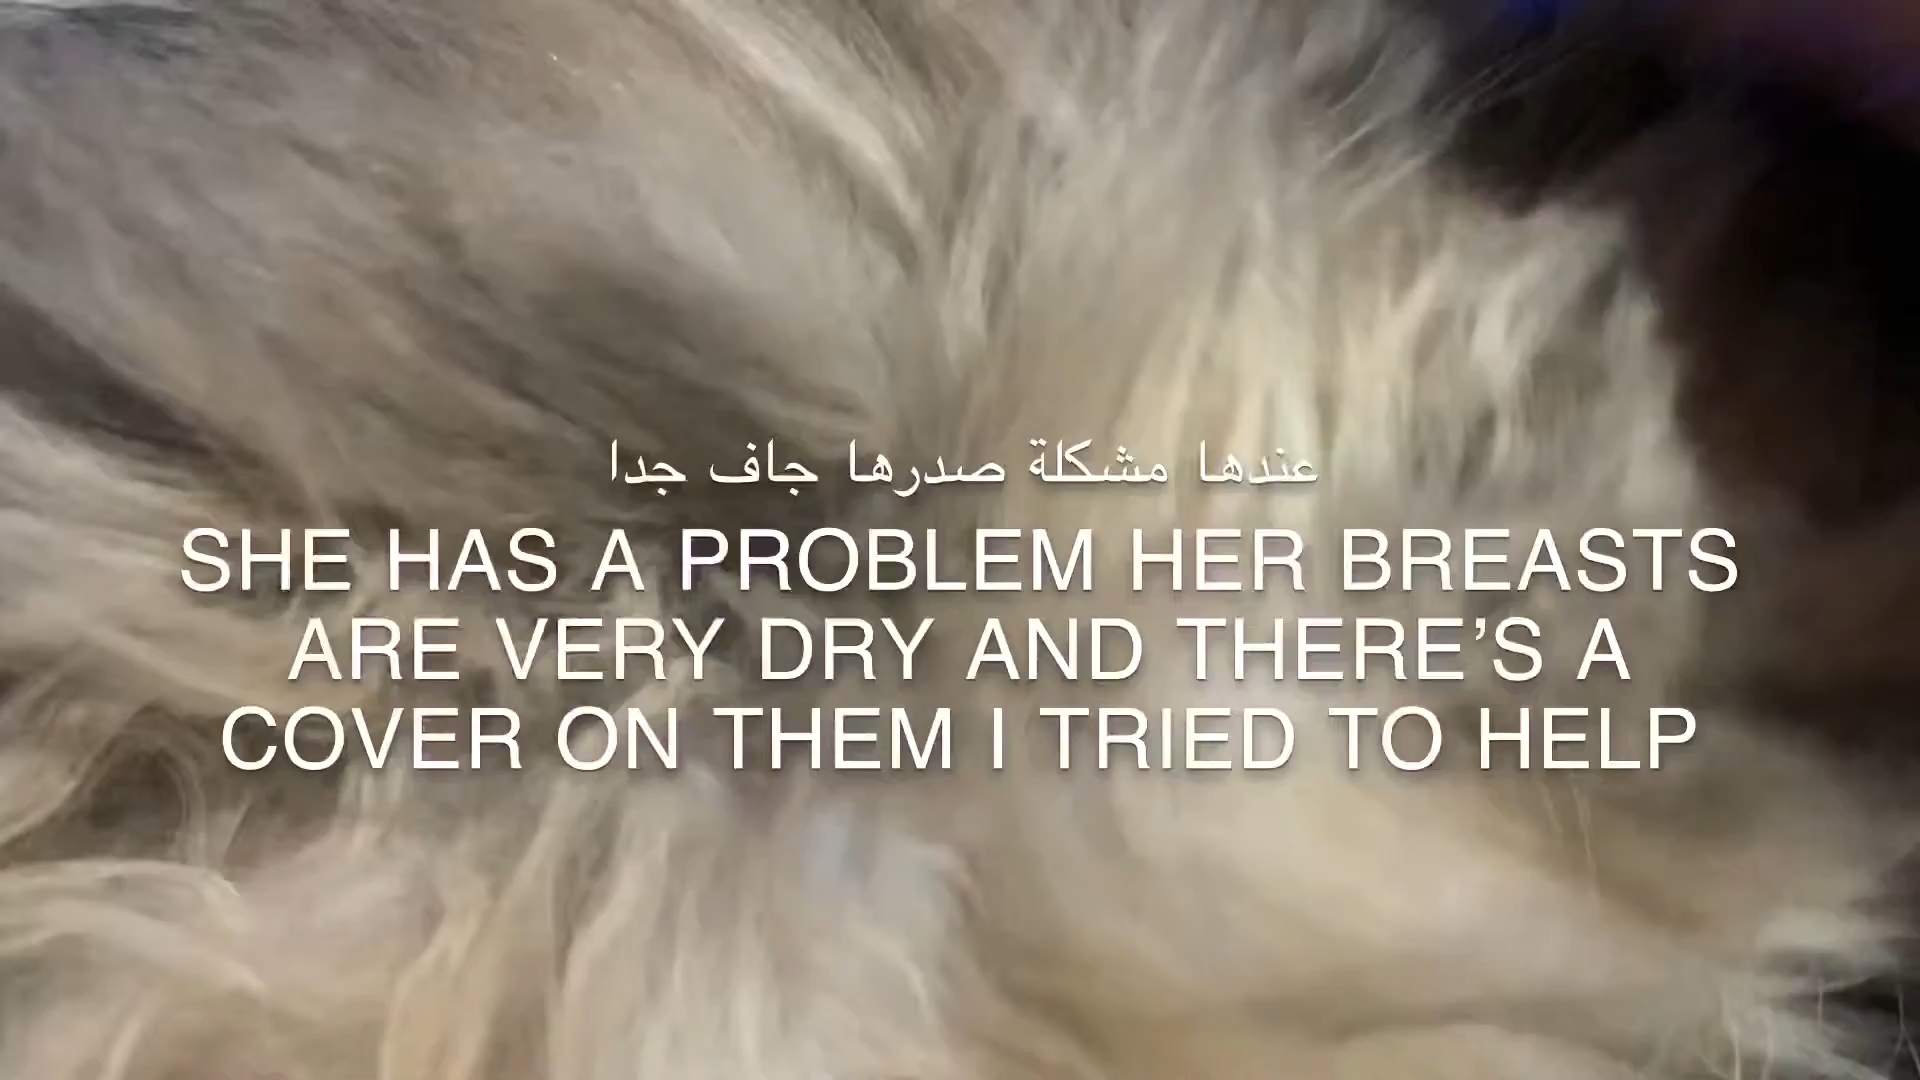 عندها مشكلة صدرها جاف جدا
SHE HAS A PROBLEM HER BREASTS
ARE VERY DRY AND THERE’S A
COVER ON THEM I TRIED TO HELP